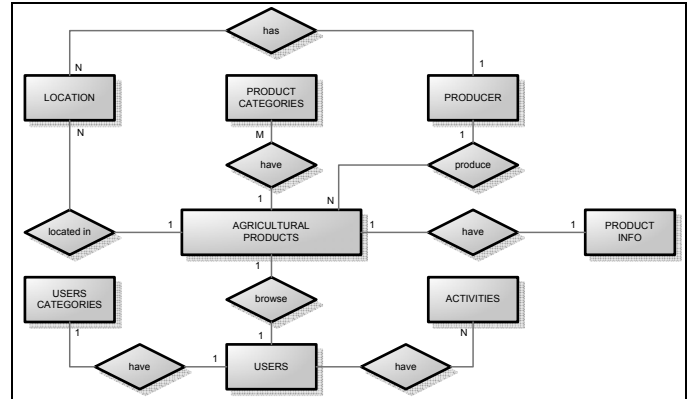 has
N
1
LOCATION
PRODUCT
CATEGORIES
PRODUCER
N
M
1
have
produce
1
N
located in
1
AGRICULTURAL
PRODUCTS
1
have
1
PRODUCT
INFO
1
USERS
CATEGORIES
browse
ACTIVITIES
1
1
N
have
1
USERS
have